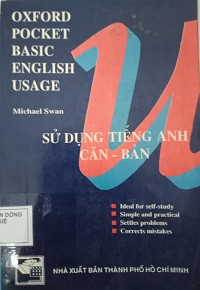 OXFORD
POCKET
BASIC
ENGLISH
USAGE
Michael Swan
u
SỬ DỤNG TIẾNG ANH
CĂN - BẢN
Ideal for self-study
Simple and practical
Settles problems
Corrects mistakes
NHÀ XUẤT BẢN THÀNH PHỐ HỒ CHÍ MINH